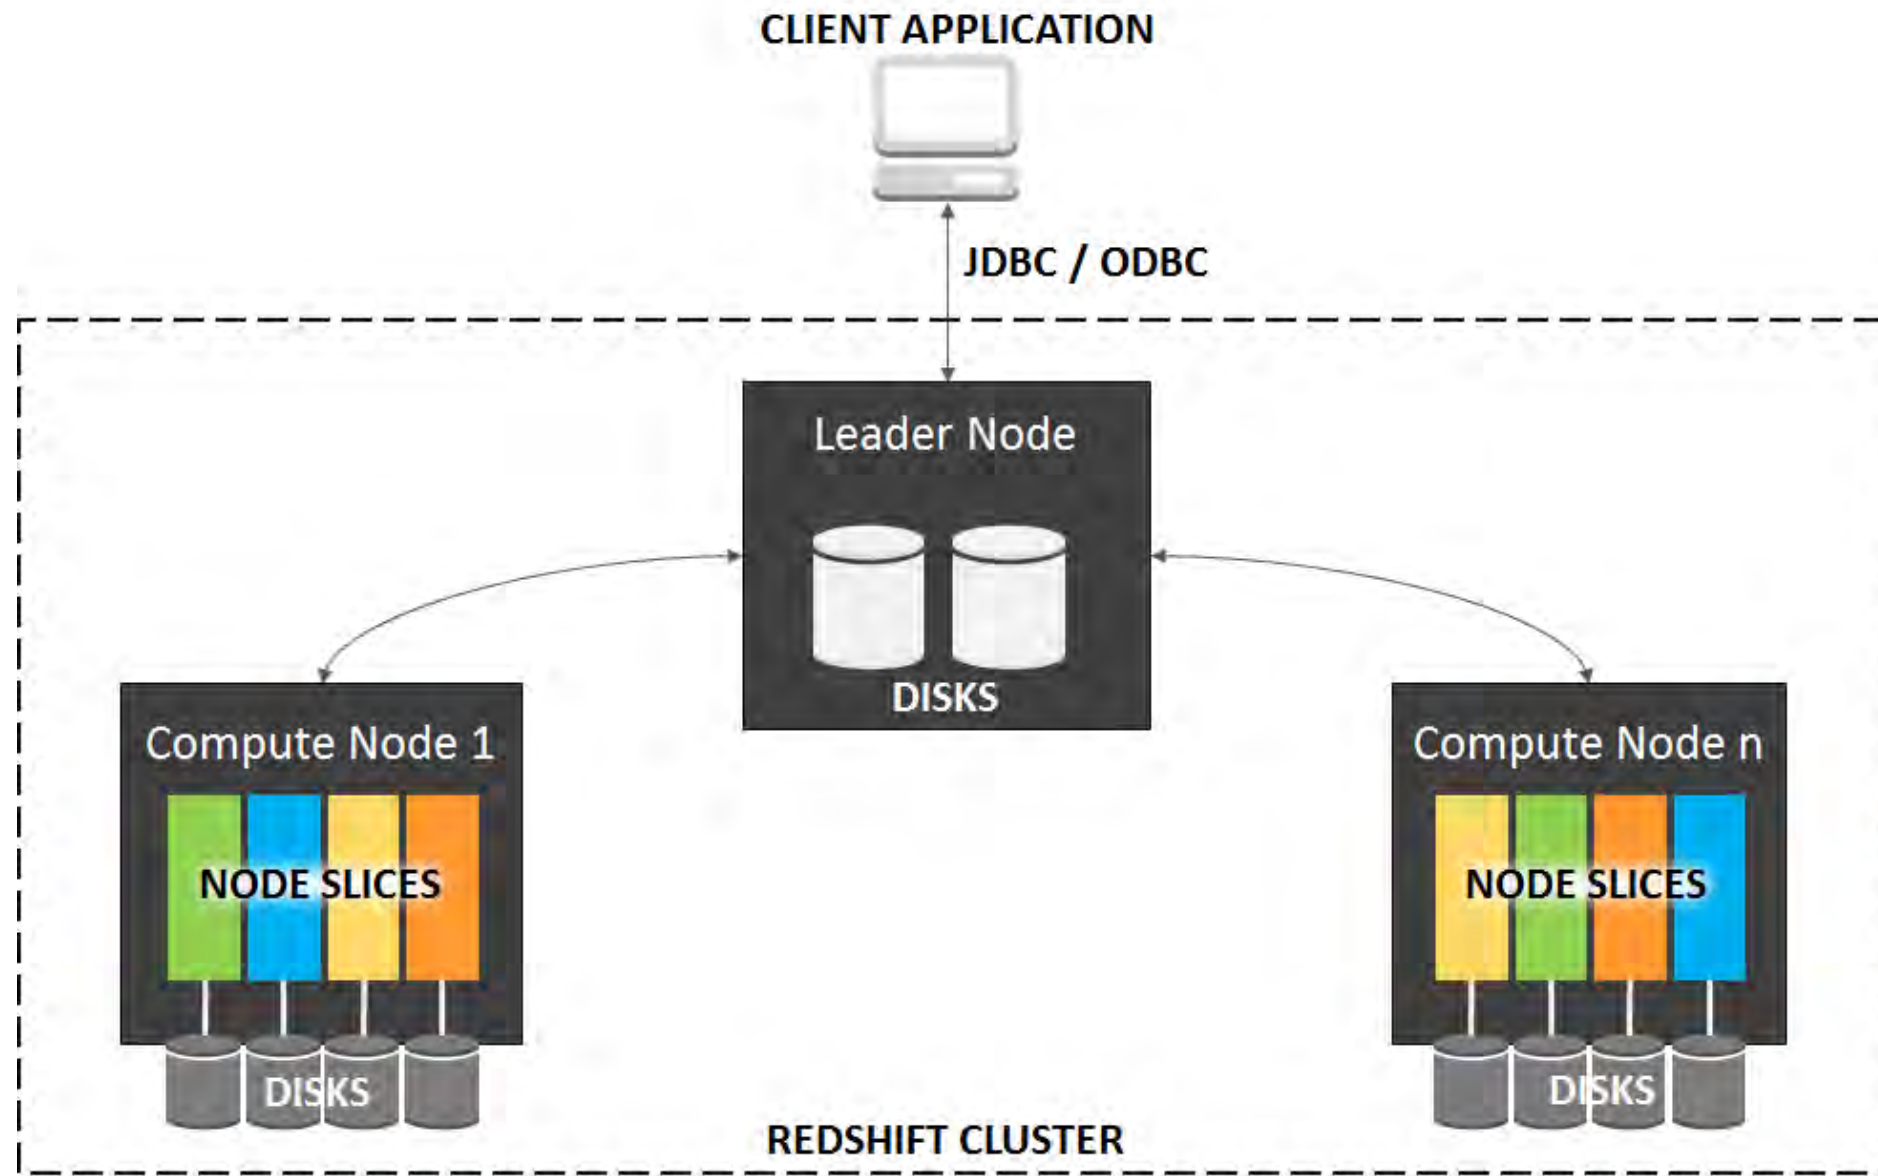 CLIENT APPLICATION
JDBC / ODBC
Leader Node
DISKS
Compute Node 1
NODE SLICES
DISKS
Compute Node n
NODE SLICES
DISKS
REDSHIFT CLUSTER